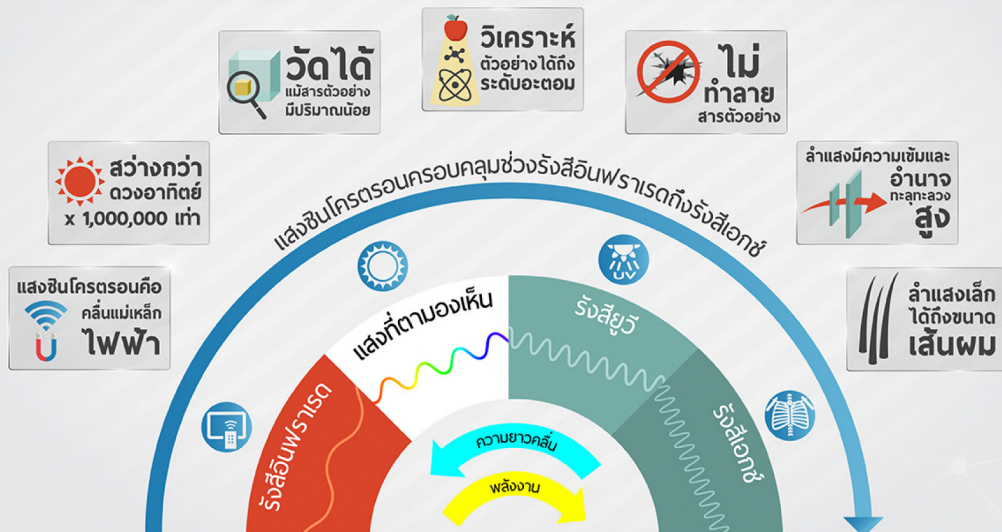 แสงซินโครตรอนคือ
คลื่นแม่เหล็ก
ไฟฟ้า
สว่างกว่า
ดวงอาทิตย์
x 1,000,000 เท่า
วัดได้
แม้สารตัวอย่าง
มีปริมาณน้อย
วิเคราะห์
ตัวอย่างได้ถึง
ระดับอะตอม
ไม่
ทำลาย
สารตัวอย่าง
ลำแสงมีความเข้มและ
อำนาจ
ทะลุทะลวง
สูง
ลำแสงเล็ก
ได้ถึงขนาด
เส้นผม
แสงซินโครตรอนครอบคลุมช่วงรังสีอินฟราเรดถึงรังสีเอกซ์
รังสีอินฟราเรด
แสงที่ตามองเห็น
UV
รังสียูวี
รังสีเอกซ์
ความยาวคลื่น
พลังงาน